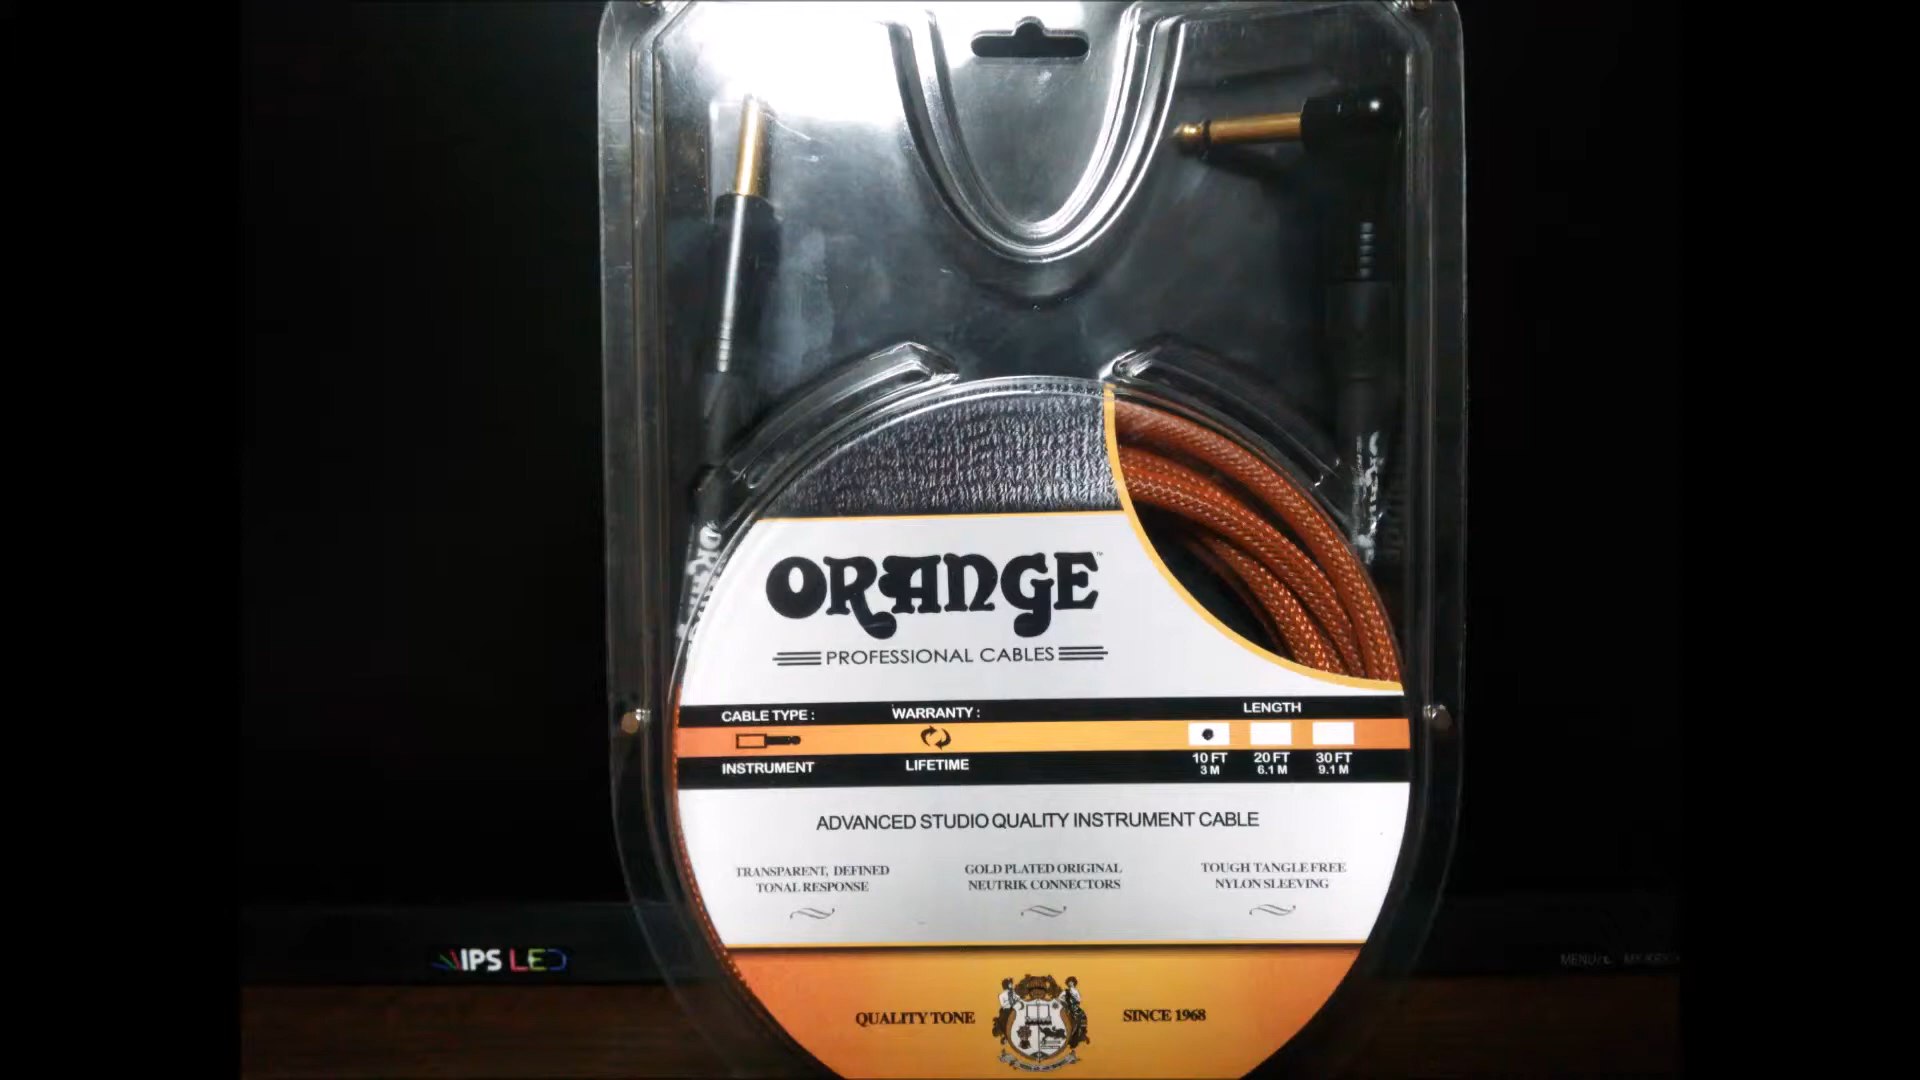 ORANGE™
PROFESSIONAL CABLES
CABLE TYPE :
WARRANTY :
LENGTH
INSTRUMENT
LIFETIME
10 FT
3 M
20 FT
6.1 M
30 FT
9.1 M
ADVANCED STUDIO QUALITY INSTRUMENT CABLE
TRANSPARENT, DEFINED
TONAL RESPONSE
GOLD PLATED ORIGINAL
NEUTRIK CONNECTORS
TOUGH TANGLE FREE
NYLON SLEEVING
IPS LED
MENU
QUALITY TONE
SINCE 1968